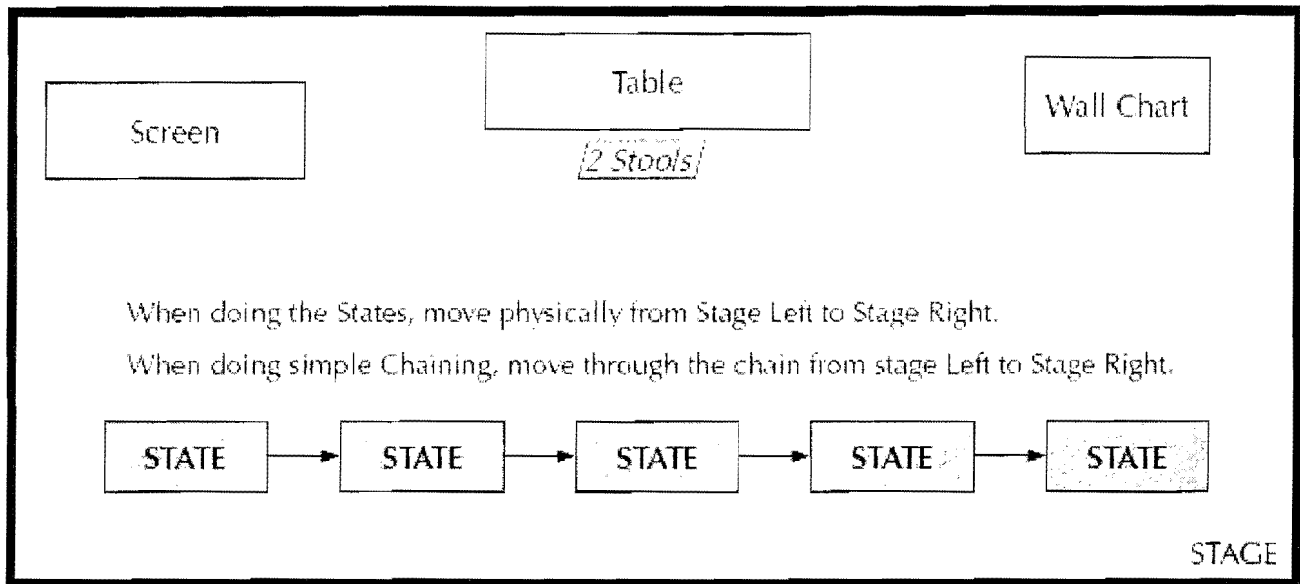 Table
Screen
Wall Chart
2 Stools
When doing the States, move physically from Stage Left to Stage Right.
When doing simple Chaining, move through the chain from stage Left to Stage Right.
STATE
STATE
STATE
STATE
STATE
STAGE